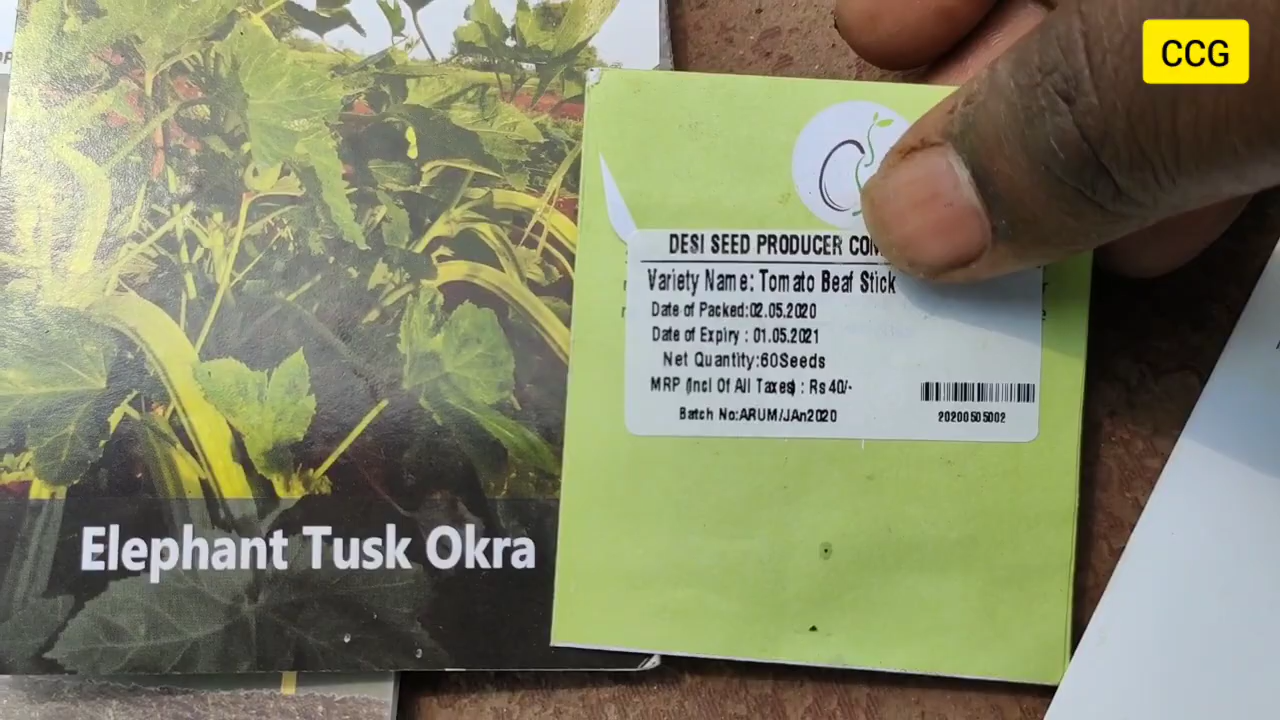 CCG
DESI SEED PRODUCER
Variety Name: Tomato Beaf Stick
Date of Packed:02.05.2020
Date of Expiry : 01.05.2021
Net Quantity:60Seeds
MRP (Incl Of All Taxes) : Rs 40/-
Batch No:ARUM/JAn2020
20200505002
Elephant Tusk Okra